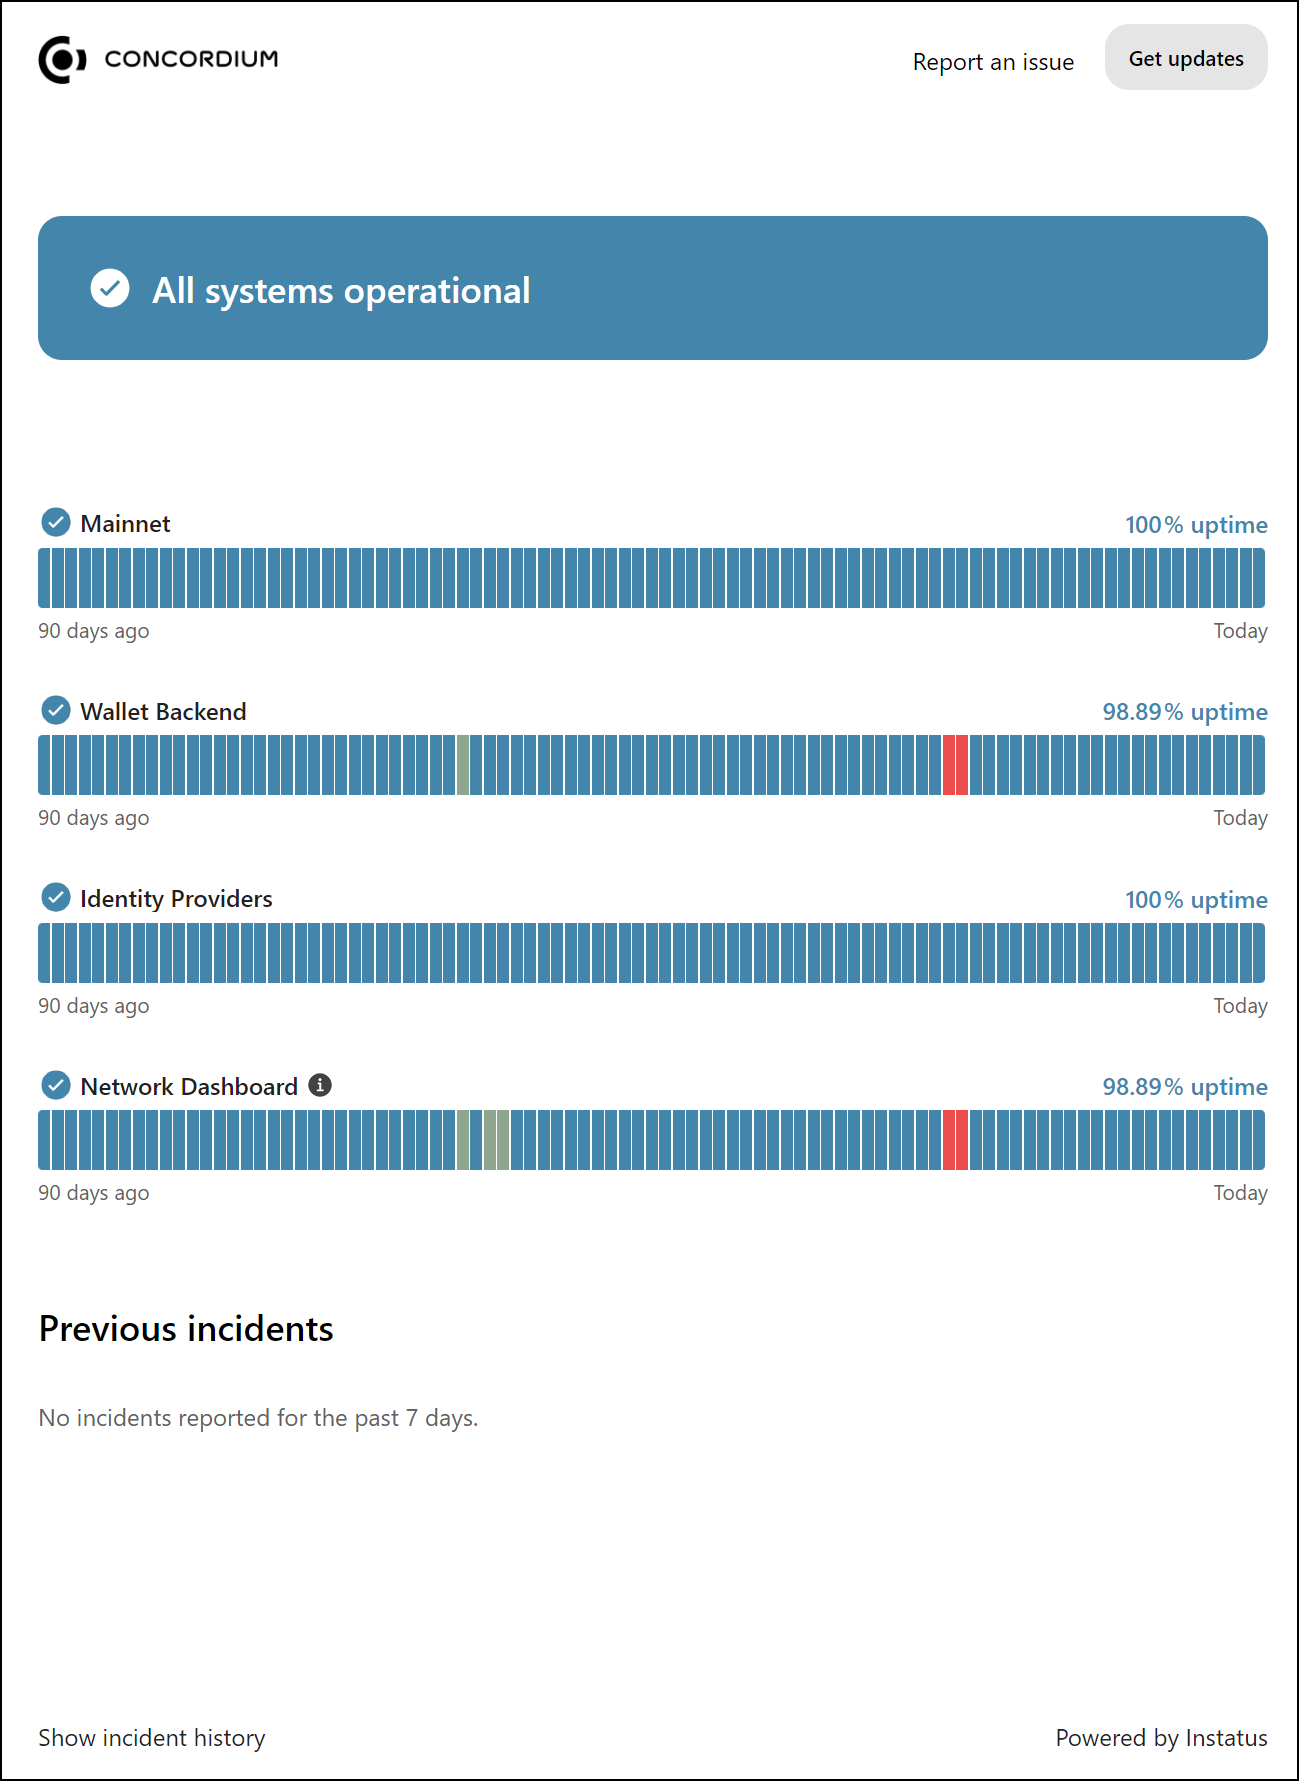 CONCORDIUM
Report an issue
Get updates
All systems operational
Mainnet
100% uptime
90 days ago
Today
Wallet Backend
98.89% uptime
90 days ago
Today
Identity Providers
100% uptime
90 days ago
Today
Network Dashboard
98.89% uptime
90 days ago
Today
Previous incidents
No incidents reported for the past 7 days.
Show incident history
Powered by Instatus